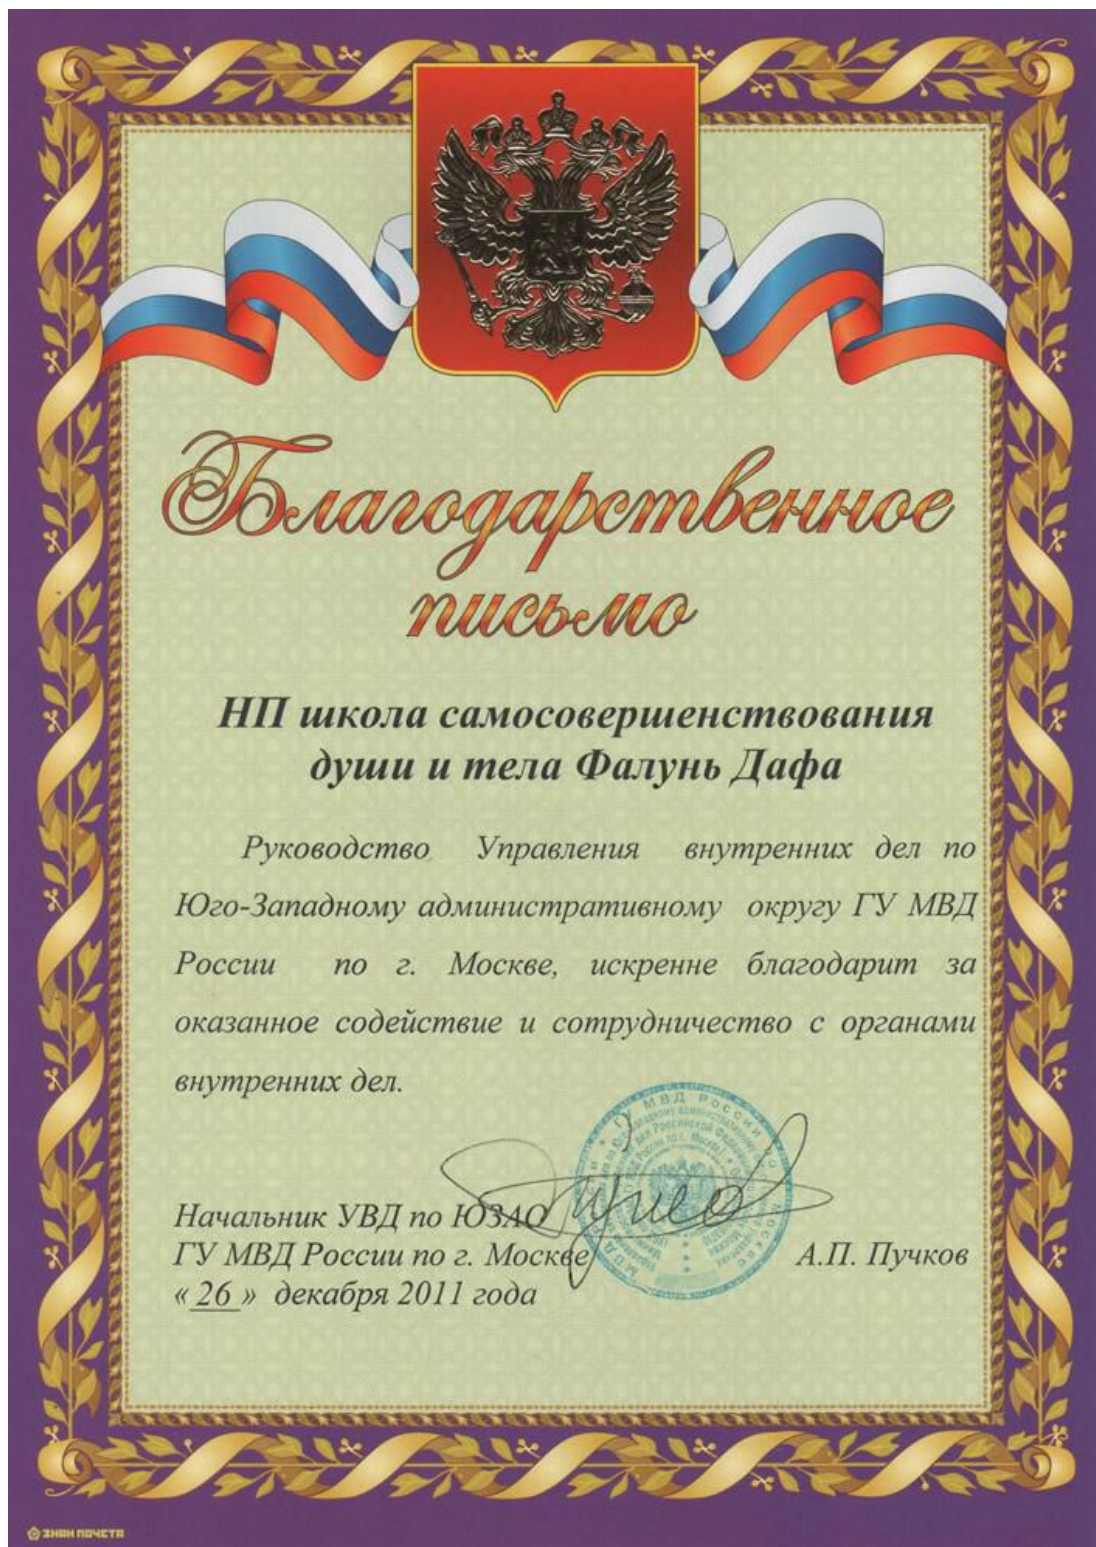 Благодарственное
письмо
НП школа самосовершенствования
души и тела Фалунь Дафа
Руководство Управления внутренних дел по
Юго-Западному административному округу ГУ МВД
России по г. Москве, искренне благодарит за
оказанное содействие и сотрудничество с органами
внутренних дел.
Начальник УВД по ЮЗАО
ГУ МВД России по г. Москве
А.П. Пучков
« 26 » декабря 2011 года
ЗНАК ПОЧЕТА